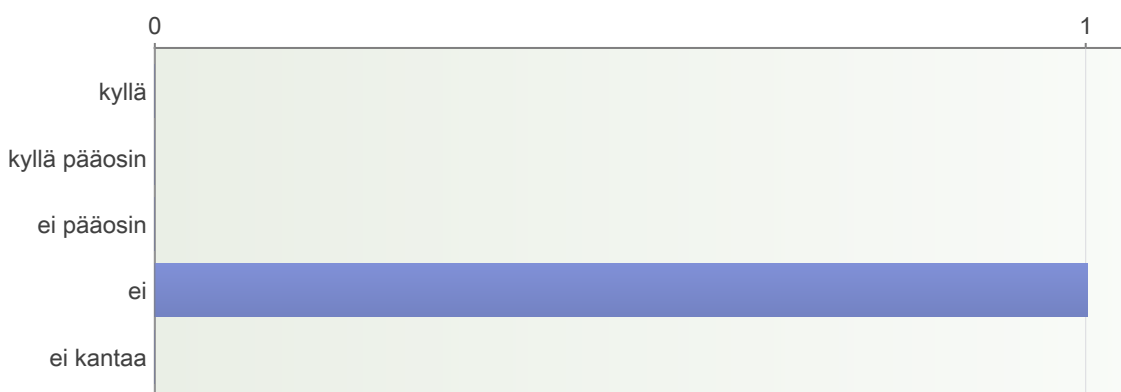 0 1
kyllä
kyllä pääosin
ei pääosin
ei
ei kantaa